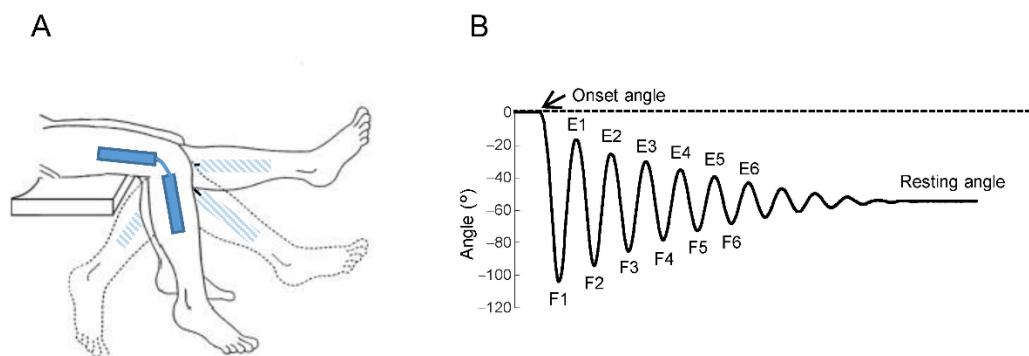 A
B
Onset angle
0
−20
−40
−60
−80
−100
−120
Angle (º)
E1
E2
E3
E4
E5
E6
Resting angle
F1
F2
F3
F4
F5
F6